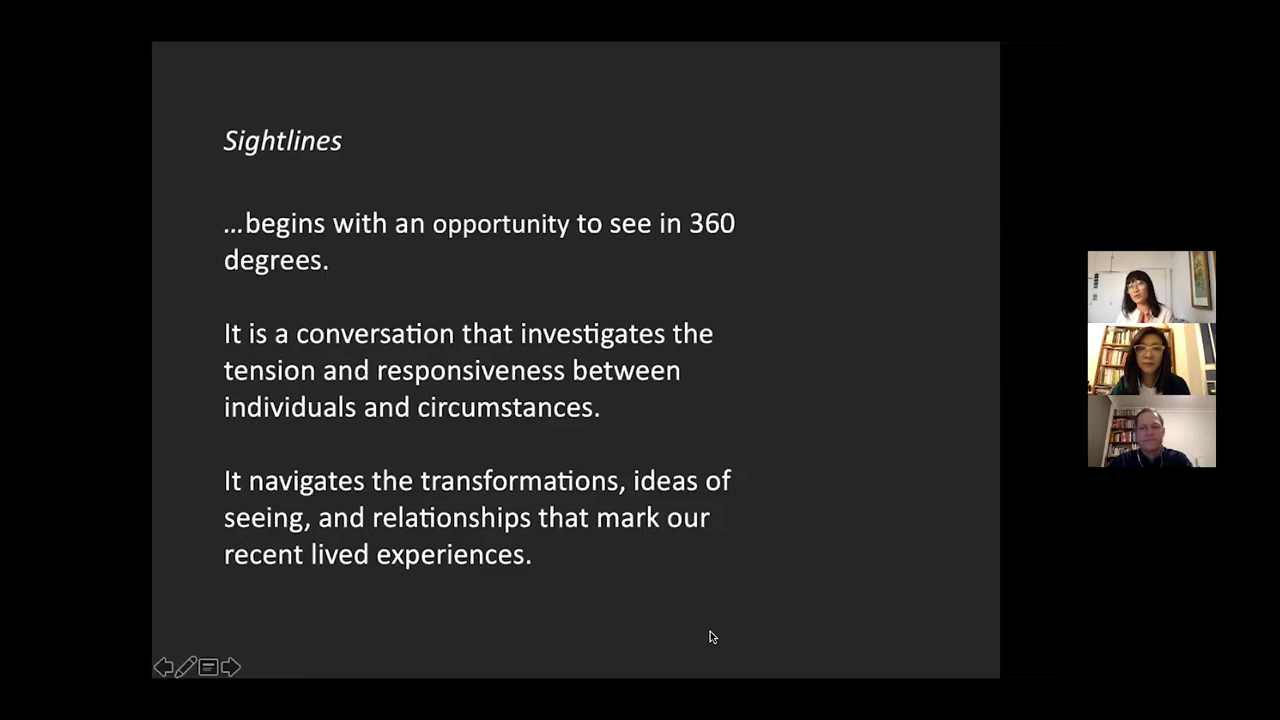 Sightlines
...begins with an opportunity to see in 360
degrees.
It is a conversation that investigates the
tension and responsiveness between
individuals and circumstances.
It navigates the transformations, ideas of
seeing, and relationships that mark our
recent lived experiences.